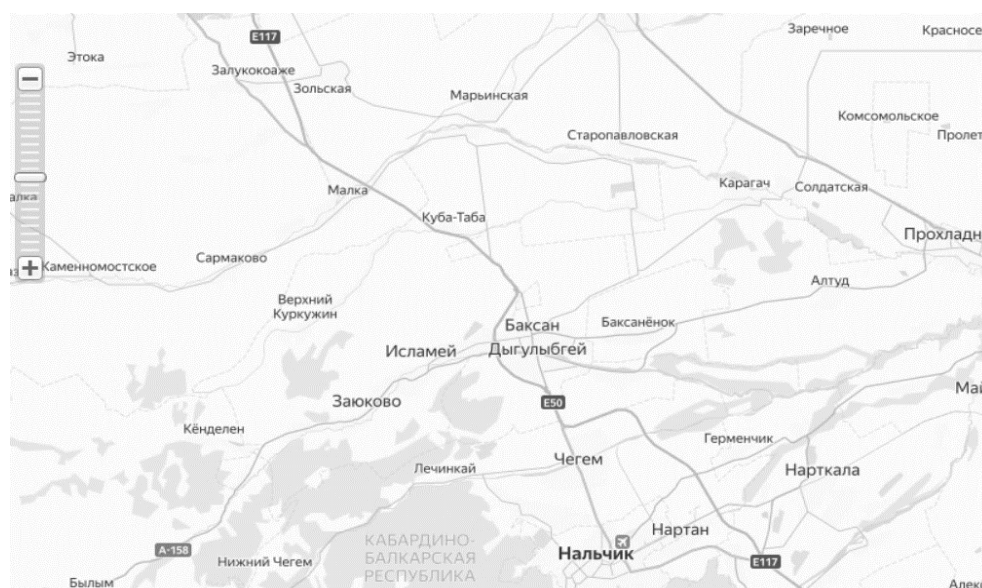 Заречное
Красносе
E117
Этока
Залукокоаже
Зольская
Марьинская
Комсомольское
Старопавловская
Пролет
Карагач
Солдатская
Малка
алка
Куба-Таба
Прохладн
Сармаково
Каменномостское
Алтуд
Верхний
Куркужин
Баксан
Баксанёнок
Исламей
Дыгулыбгей
Май
Заюково
E50
Кёнделен
Герменчик
Чегем
Лечинкай
Нарткала
Нартан
КАБАРДИНО-
БАЛКАРСКАЯ
РЕСПУБЛИКА
А-158
Нальчик
Нижний Чегем
E117
Былым
Алекс